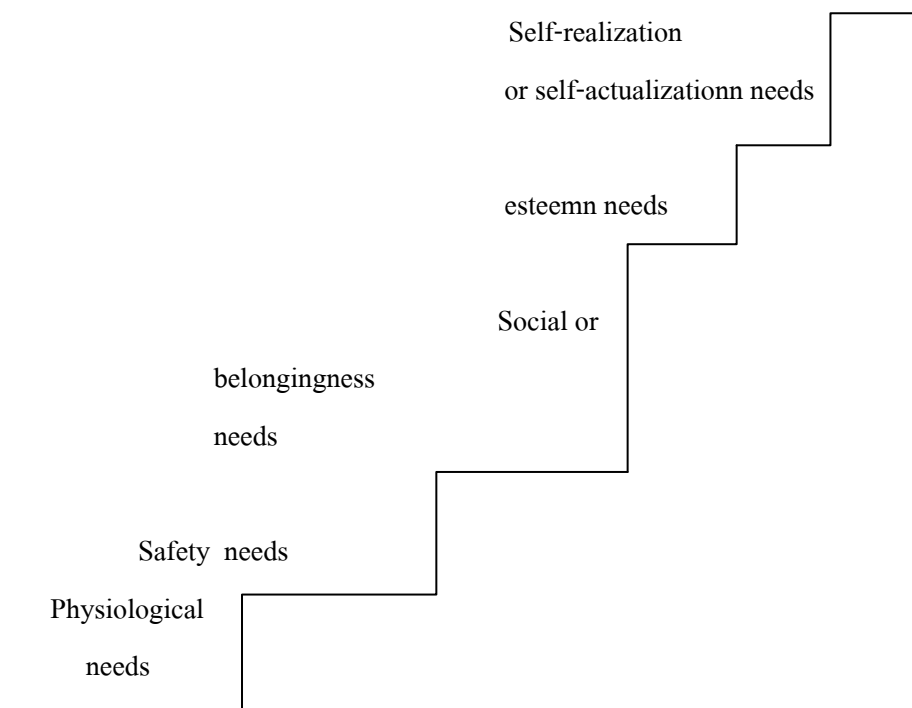 Self-realization
or self-actualizationn needs
esteemn needs
Social or
belongingness
needs
Safety needs
Physiological
needs